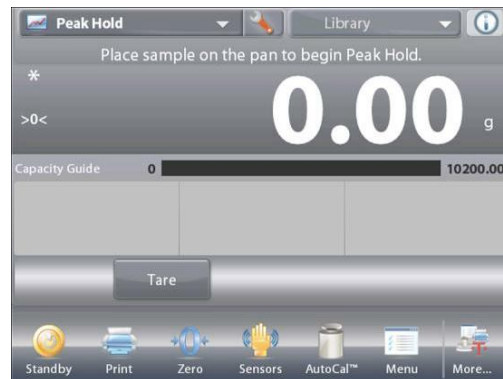 Peak Hold Library
Place sample on the pan to begin Peak Hold.
*
0.00 g
>0<
Capacity Guide 0 10200.00
Tare
Standby Print Zero Sensors AutoCal™ Menu More...